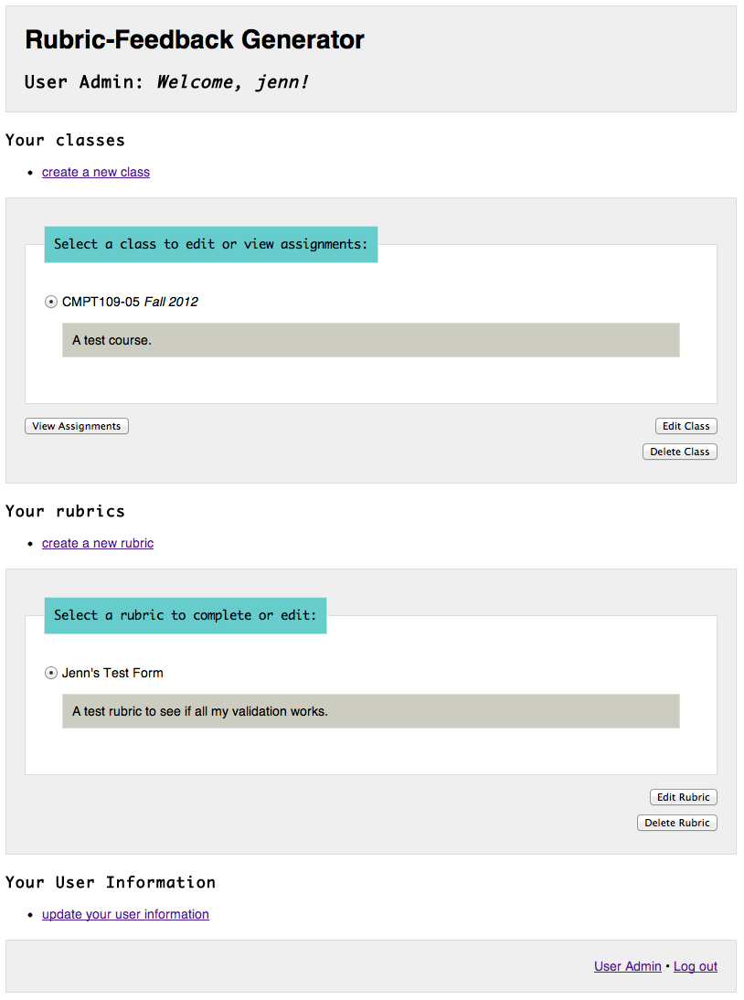 Rubric-Feedback Generator
User Admin: Welcome, jenn!
Your classes
• create a new class
Select a class to edit or view assignments:
CMPT109-05 Fall 2012
A test course.
View Assignments
Edit Class
Delete Class
Your rubrics
• create a new rubric
Select a rubric to complete or edit:
Jenn's Test Form
A test rubric to see if all my validation works.
Edit Rubric
Delete Rubric
Your User Information
• update your user information
User Admin • Log out